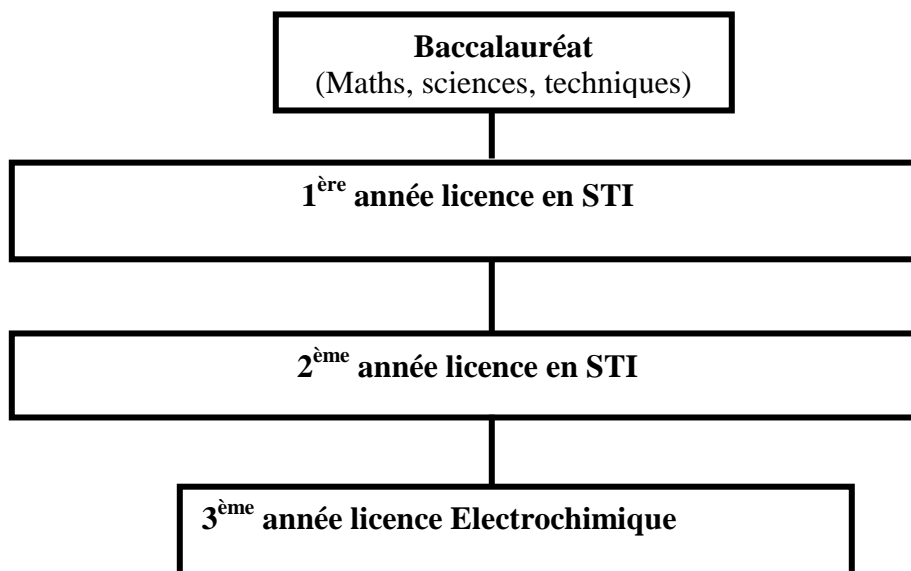 Baccalauréat
(Maths, sciences, techniques)
1ère année licence en STI
2ème année licence en STI
3ème année licence Electrochimique